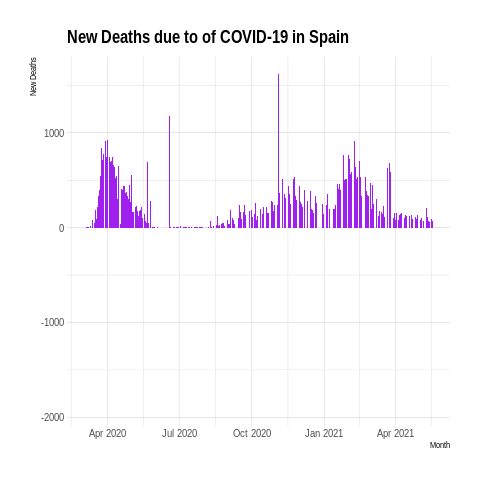 New Deaths due to of COVID-19 in Spain
New Deaths
1000
0
-1000
-2000
Apr 2020 Jul 2020 Oct 2020 Jan 2021 Apr 2021
Month